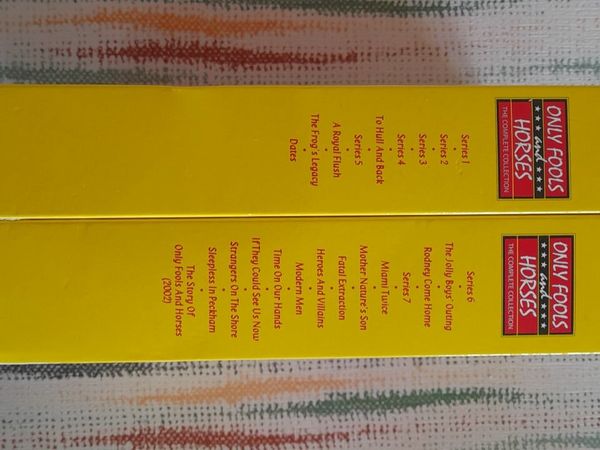 ONLY FOOLS
★ ★ ★ and ★ ★ ★
HORSES
THE COMPLETE COLLECTION
Series 1
•
Series 2
•
Series 3
•
Series 4
•
To Hull And Back
•
Series 5
•
A Royal Flush
•
The Frog's Legacy
•
Dates
ONLY FOOLS
★ ★ ★ and ★ ★ ★
HORSES
THE COMPLETE COLLECTION
Series 6
•
The Jolly Boys' Outing
•
Rodney Come Home
•
Series 7
•
Miami Twice
•
Mother Nature's Son
•
Fatal Extraction
•
Heroes And Villains
•
Modern Men
•
Time On Our Hands
•
If They Could See Us Now
•
Strangers On The Shore
•
Sleepless In Peckham
•
The Story Of
Only Fools And Horses
(2002)